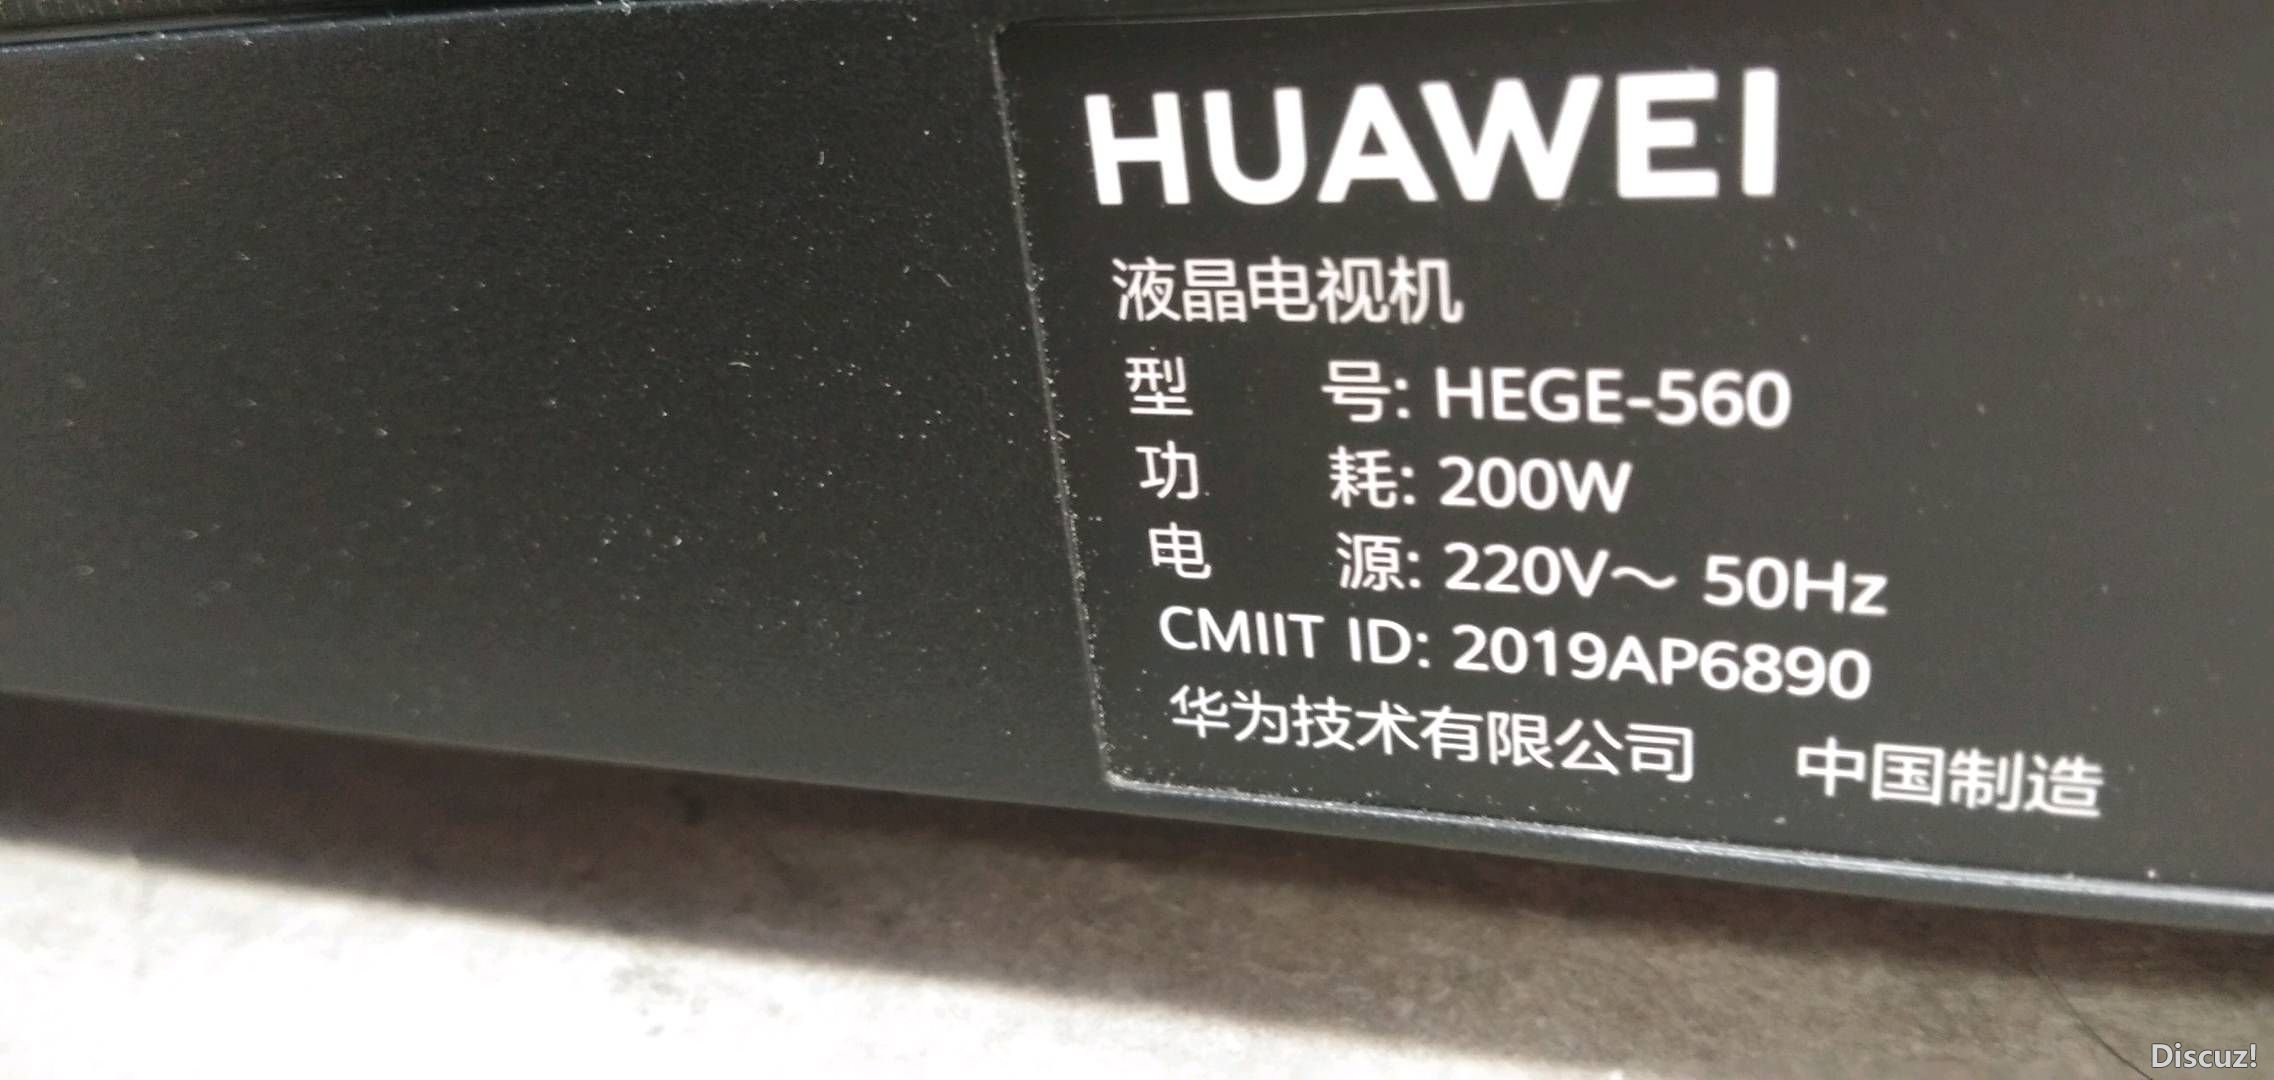 HUAWEI
液晶电视机
型 号: HEGE-560
功 耗: 200W
电 源: 220V～ 50Hz
CMIIT ID: 2019AP6890
华为技术有限公司 中国制造
Discuz!